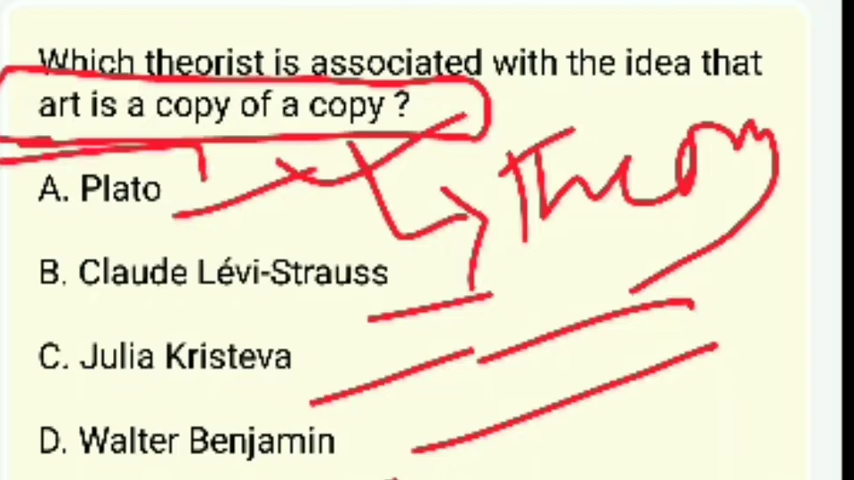 Which theorist is associated with the idea that
art is a copy of a copy ?
Theory
A. Plato
B. Claude Lévi-Strauss
C. Julia Kristeva
D. Walter Benjamin